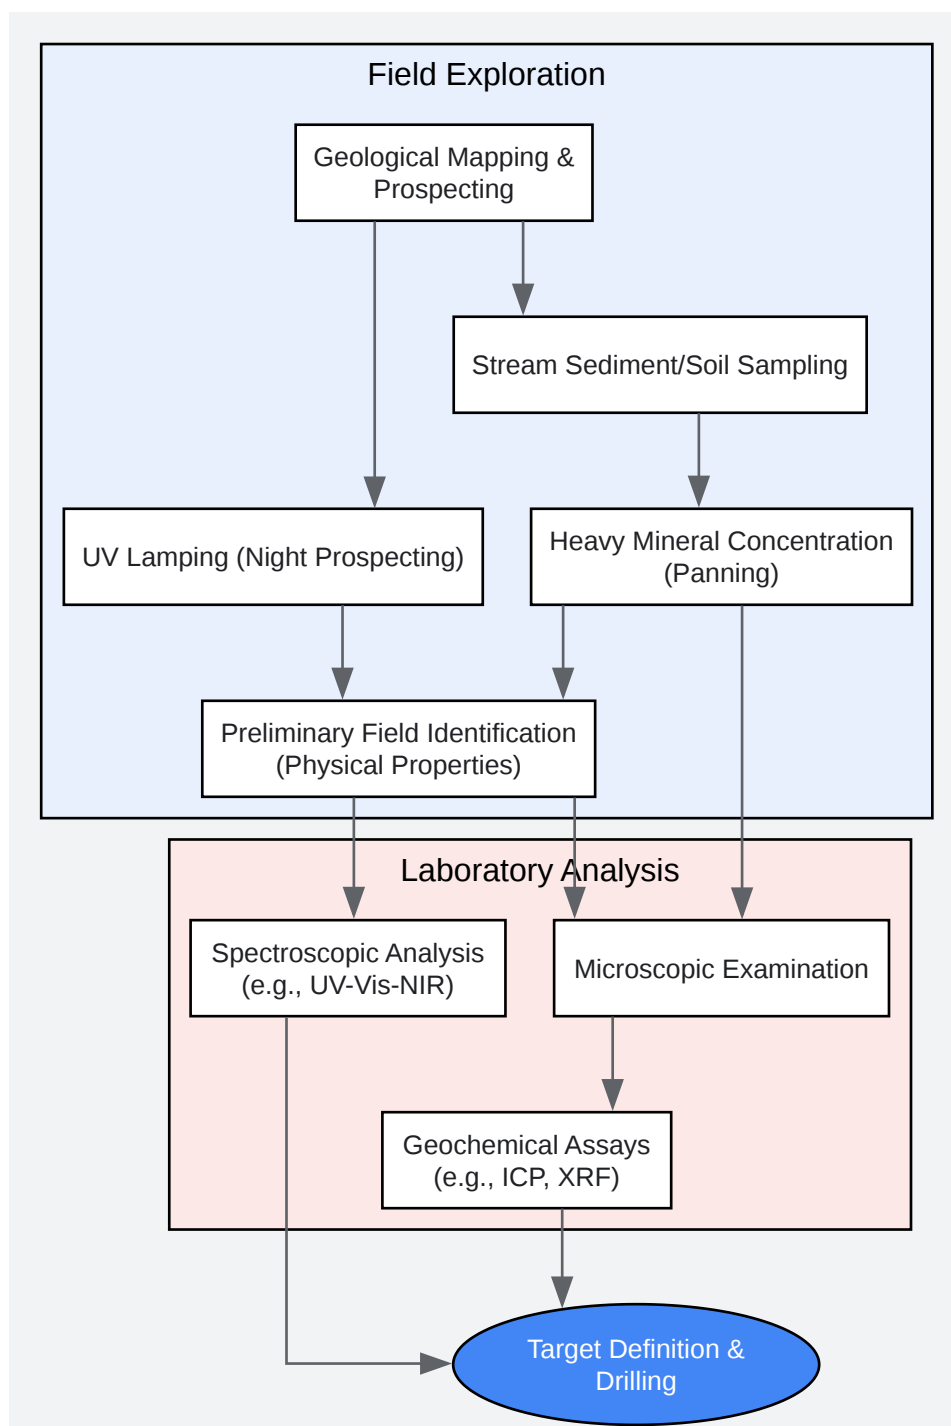 Field Exploration
Geological Mapping &
Prospecting
Stream Sediment/Soil Sampling
UV Lamping (Night Prospecting)
Heavy Mineral Concentration
(Panning)
Preliminary Field Identification
(Physical Properties)
Laboratory Analysis
Spectroscopic Analysis
(e.g., UV-Vis-NIR)
Microscopic Examination
Geochemical Assays
(e.g., ICP, XRF)
Target Definition &
Drilling